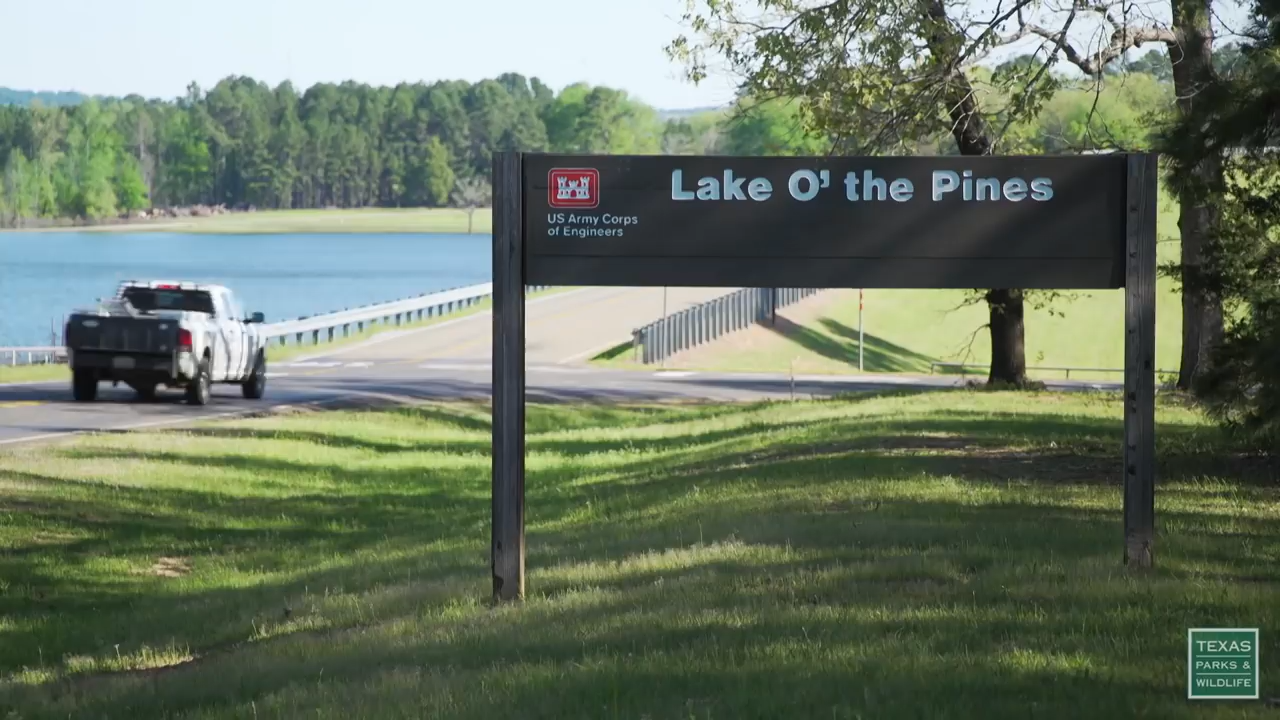 Lake O' the Pines
US Army Corps
of Engineers
TEXAS
PARKS &
WILDLIFE